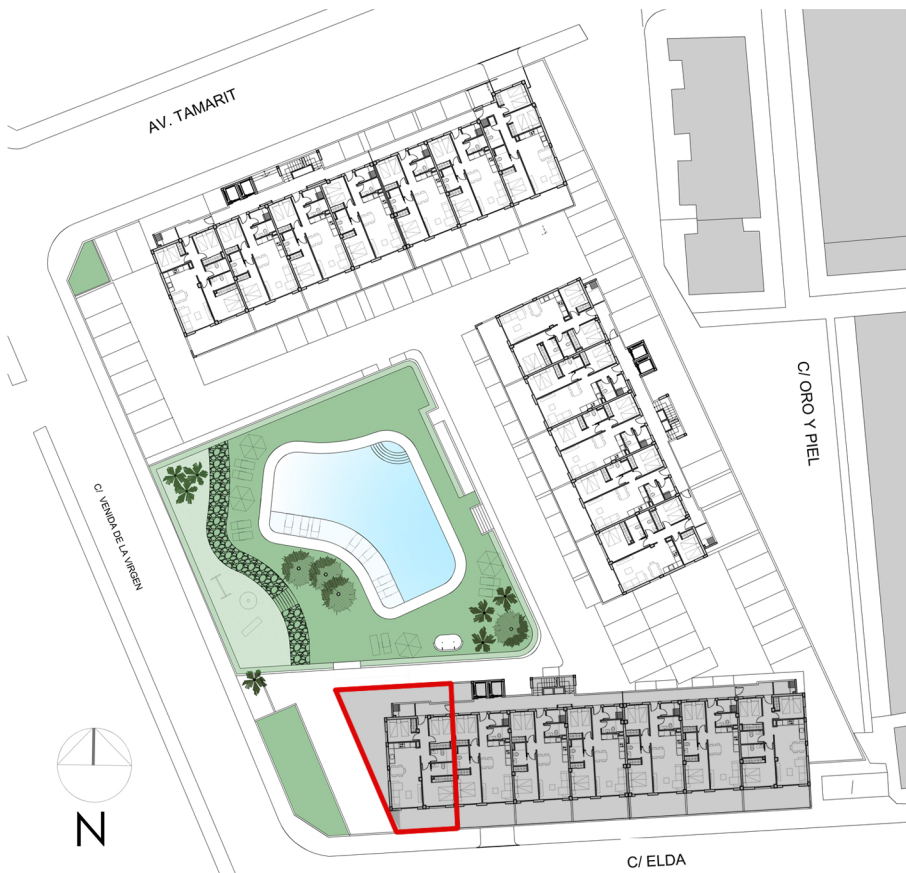 AV. TAMARIT
C/ ORO Y PIEL
C/ VENIDA DE LA VIRGEN
N
C/ ELDA